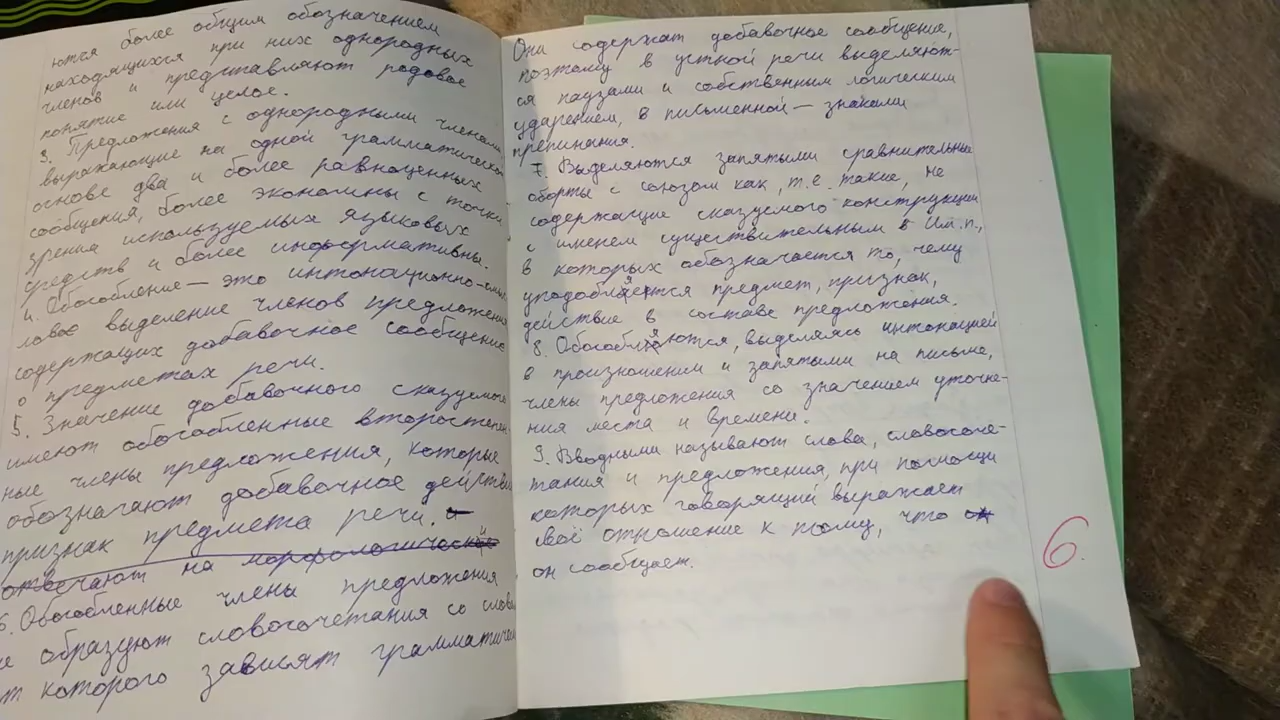 ются более общим обозначением
находящихся при них однородных
членов и представляют родовое
понятие или целое.
3. Предложения с однородными членами,
выражающие на одной грамматической
основе два и более равноценных
сообщения, более экономны с точки
зрения используемых языковых
средств и более информативны.
4. Обособление — это интонационно-смыс
ловое выделение членов предложения
содержащих добавочное сообщение
о предметах речи.
5. Значение добавочного сказуемого
имеют обособленные второстепен-
ные члены предложения, которые
обозначают добавочное действие
признак предмета речи.
отвечают на морфологический
6. Обособленные члены предложения
не образуют словосочетания со слов
от которого зависят грамматичес
Они содержат добавочное сообщение,
поэтому в устной речи выделяют-
ся паузами и собственным логическим
ударением, в письменной — знаками
препинания.
7. Выделяются запятыми сравнительные
оборты с союзом как, т.е. такие, не
содержащие сказуемого конструкции
с именем существительным в Им.п.,
в которых обозначается то, чему
уподобляется предмет, признак,
действие в составе предложения.
8. Обособляются, выделяясь интонацией
в произношении и запятыми на письме,
члены предложения со значением уточне-
ния места и времени.
9. Вводными называют слова, словосоче-
тания и предложения, при помощи
которых говорящий выражает
своё отношение к тому, что
он сообщает.
6.